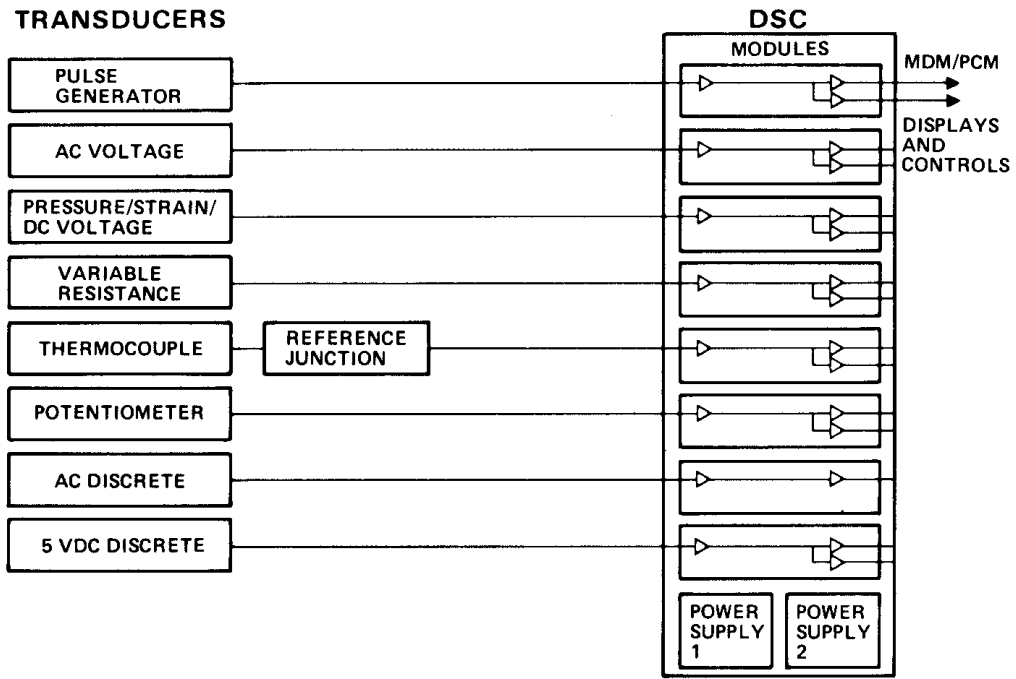 TRANSDUCERS
DSC
MODULES
PULSE
GENERATOR
MDM/PCM
AC VOLTAGE
DISPLAYS
AND
CONTROLS
PRESSURE/STRAIN/
DC VOLTAGE
VARIABLE
RESISTANCE
THERMOCOUPLE
REFERENCE
JUNCTION
POTENTIOMETER
AC DISCRETE
5 VDC DISCRETE
POWER
SUPPLY
1
POWER
SUPPLY
2